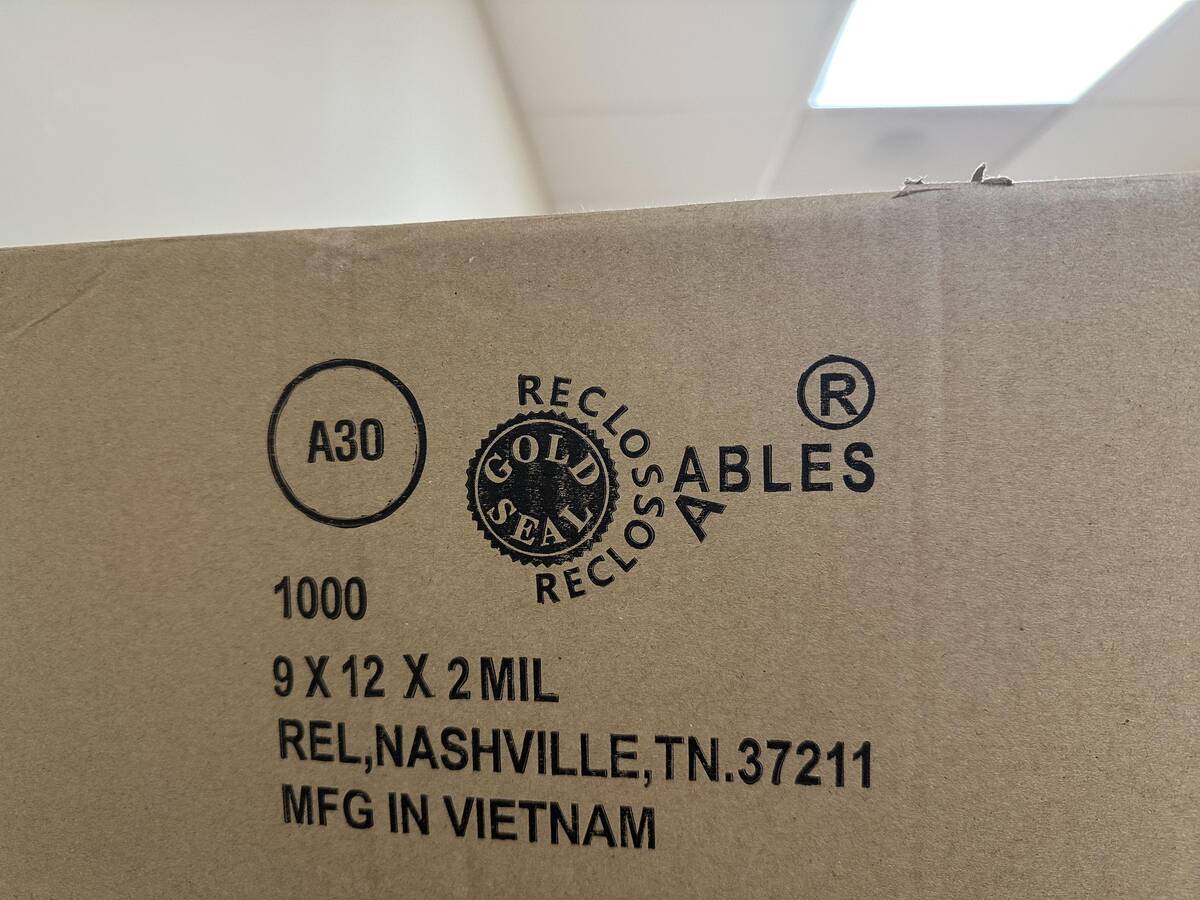 A30
RECLOSS
GOLD
SEAL
RECLOSS
A
ABLES
®
1000
9 X 12 X 2 MIL
REL,NASHVILLE,TN.37211
MFG IN VIETNAM